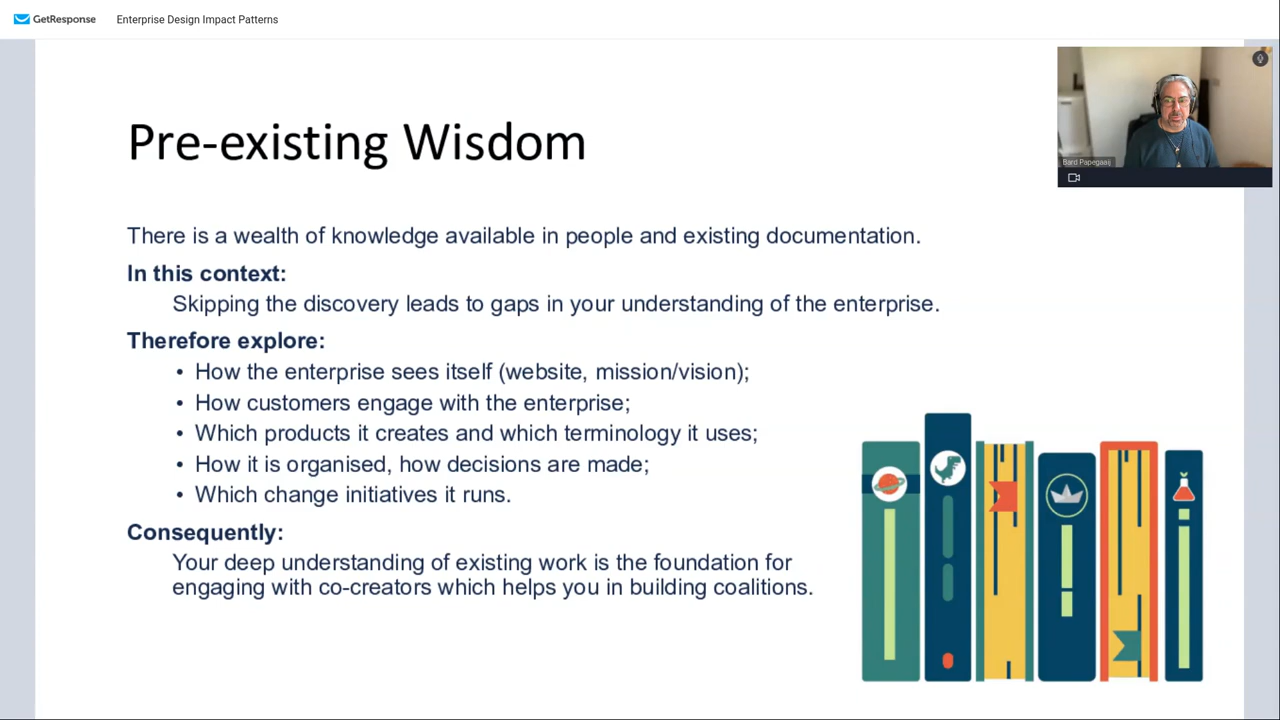 GetResponse Enterprise Design Impact Patterns
Pre-existing Wisdom
Bard Papegaaij
There is a wealth of knowledge available in people and existing documentation.
In this context:
Skipping the discovery leads to gaps in your understanding of the enterprise.
Therefore explore:
• How the enterprise sees itself (website, mission/vision);
• How customers engage with the enterprise;
• Which products it creates and which terminology it uses;
• How it is organised, how decisions are made;
• Which change initiatives it runs.
Consequently:
Your deep understanding of existing work is the foundation for
engaging with co-creators which helps you in building coalitions.